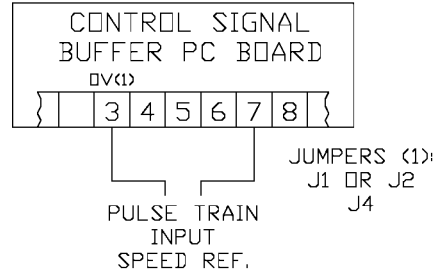 CONTROL SIGNAL
BUFFER PC BOARD
0V(1)
3 4 5 6 7 8
JUMPERS (1):
J1 OR J2
J4
PULSE TRAIN
INPUT
SPEED REF.